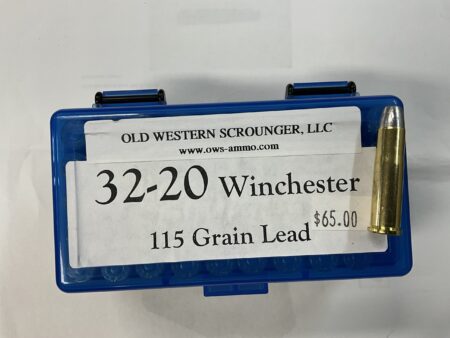 OLD WESTERN SCROUNGER, LLC
www.ows-ammo.com
32-20 Winchester
$65.00
115 Grain Lead